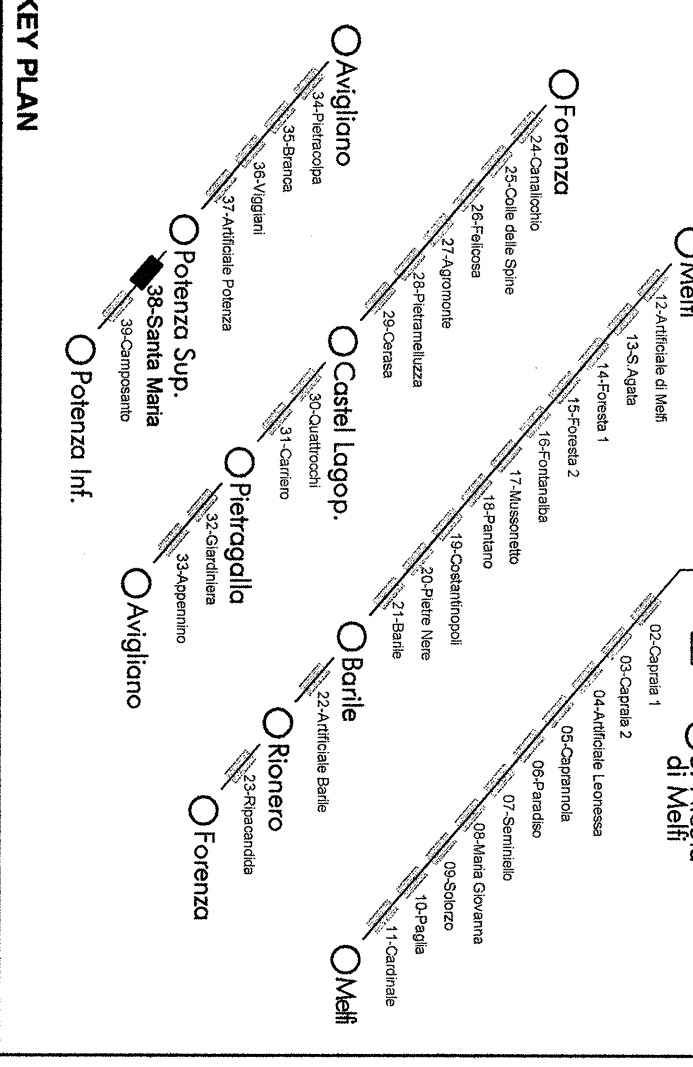 di Melfi
02-Capraia 1
03-Capraia 2
04-Artificiale Leonessa
05-Caprannola
06-Paradiso
07-Seminiello
08-Maria Giovanna
09-Solorzo
10-Paglia
11-Cardinale
Melfi
Melfi
12-Artificiale di Melfi
13-S.Agata
14-Foresta 1
15-Foresta 2
16-Fontanalba
17-Mussonetto
18-Pantano
19-Costantinopoli
20-Pietre Nere
21-Barile
Barile
22-Artificiale Barile
Rionero
23-Ripacandida
Forenza
Forenza
24-Canalicchio
25-Colle delle Spine
26-Felicosa
27-Agromonte
28-Pietramelluzza
29-Cerasa
Castel Lagop.
30-Quattrocchi
31-Carriero
Pietragalla
32-Giardiniera
33-Appennino
Avigliano
Avigliano
34-Pietracolpa
35-Branca
36-Viggiani
37-Artificiale Potenza
Potenza Sup.
38-Santa Maria
39-Camposanto
Potenza Inf.
KEY PLAN